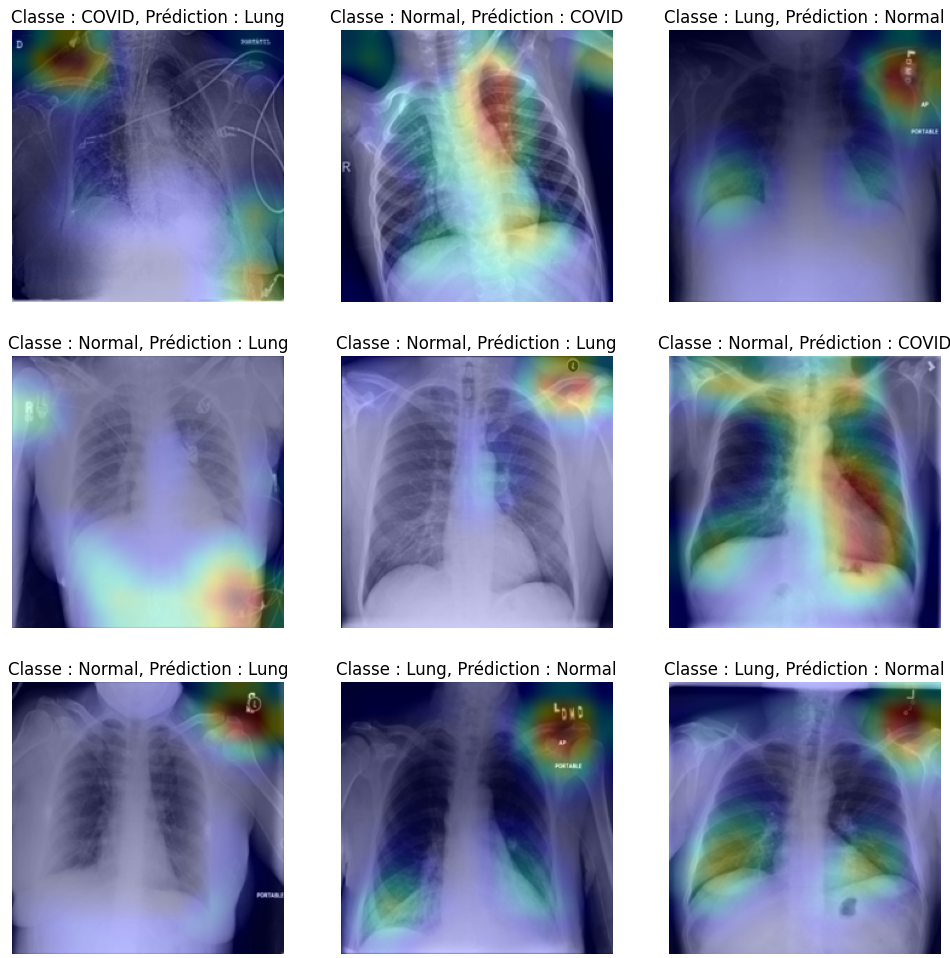 Classe : COVID, Prédiction : Lung
Classe : Normal, Prédiction : COVID
Classe : Lung, Prédiction : Normal
D
PORTATIL
R
AP
PORTABLE
Classe : Normal, Prédiction : Lung
Classe : Normal, Prédiction : Lung
Classe : Normal, Prédiction : COVID
R
L
Classe : Normal, Prédiction : Lung
Classe : Lung, Prédiction : Normal
Classe : Lung, Prédiction : Normal
L
PORTABLE
AP
PORTABLE
L